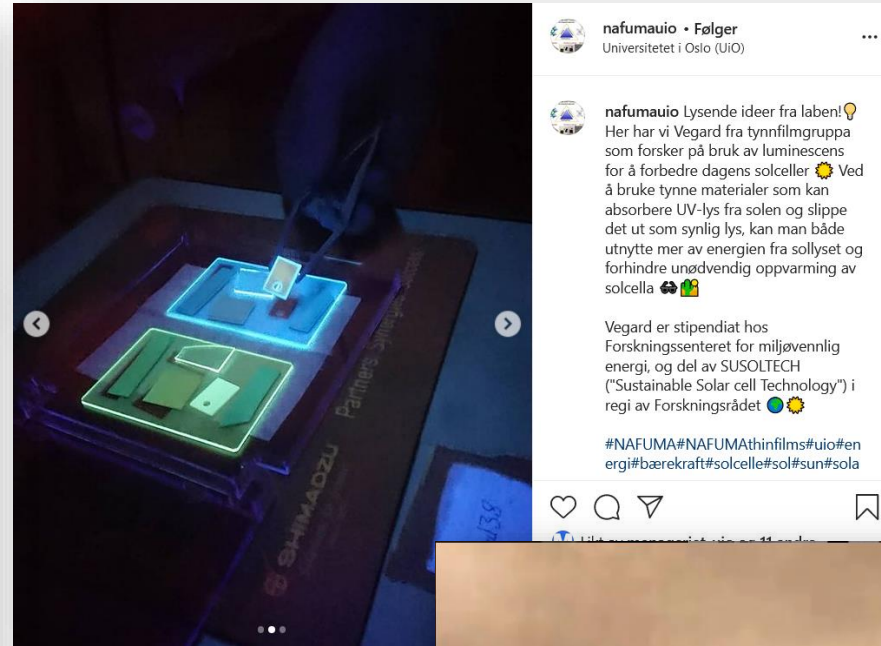 nafumauio • Følger
Universitetet i Oslo (UiO)
nafumauio Lysende ideer fra laben!
Her har vi Vegard fra tynnfilmgruppa
som forsker på bruk av luminescens
for å forbedre dagens solceller Ved
å bruke tynne materialer som kan
absorbere UV-lys fra solen og slippe
det ut som synlig lys, kan man både
utnytte mer av energien fra sollyset og
forhindre unødvendig oppvarming av
solcella
Vegard er stipendiat hos
Forskningssenteret for miljøvennlig
energi, og del av SUSOLTECH
("Sustainable Solar cell Technology") i
regi av Forskningsrådet
#NAFUMA#NAFUMAthinfilms#uio#en
ergi#bærekraft#solcelle#sol#sun#sola
SHIMADZU
Partners